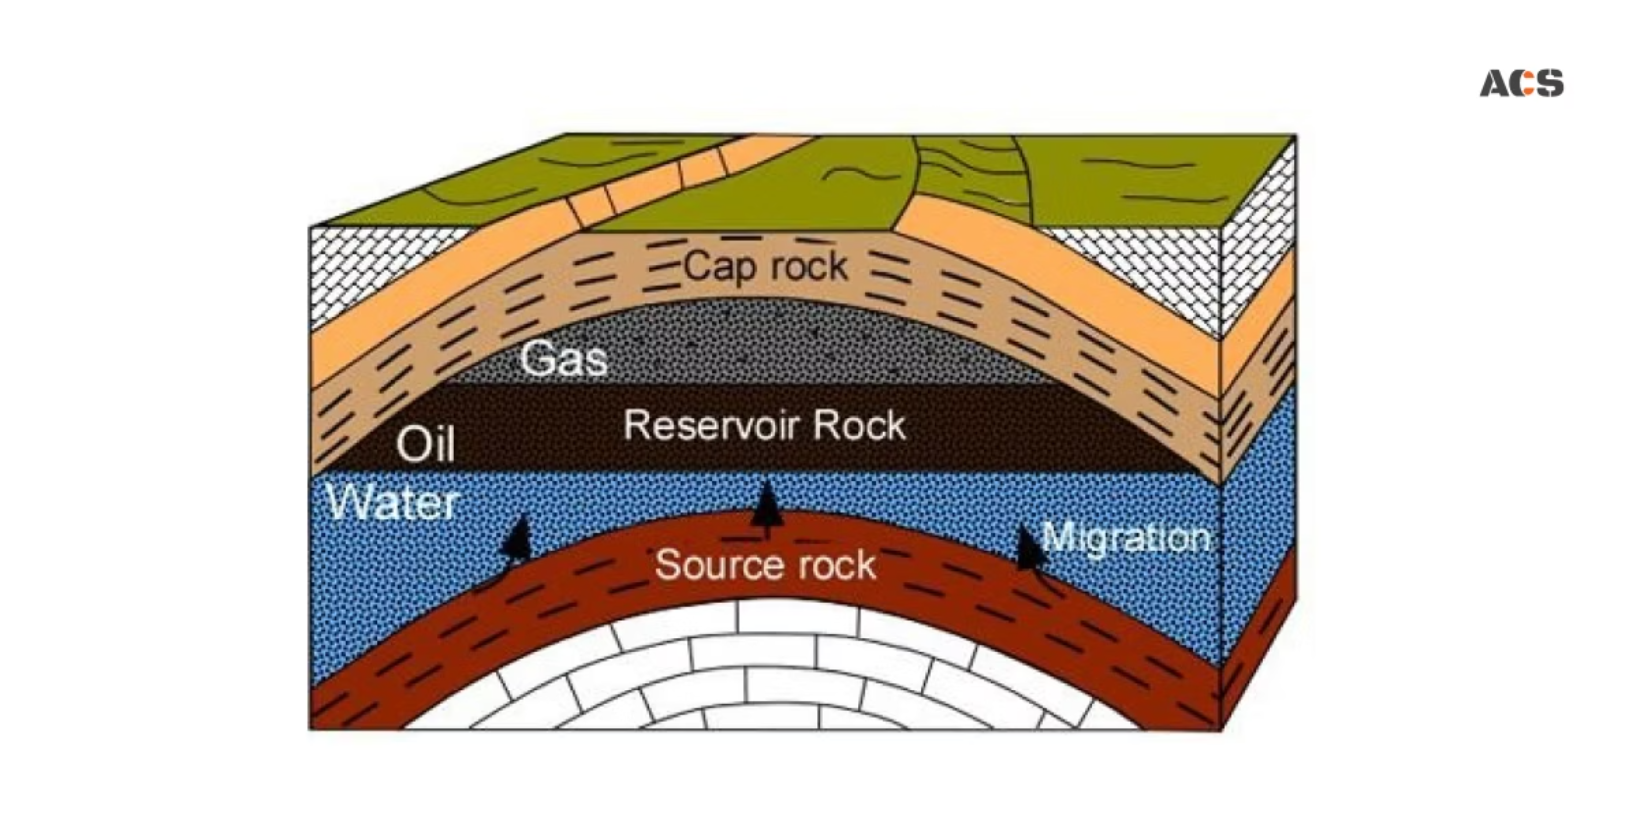 ACS
Cap rock
Gas
Reservoir Rock
Oil
Water
Migration
Source rock